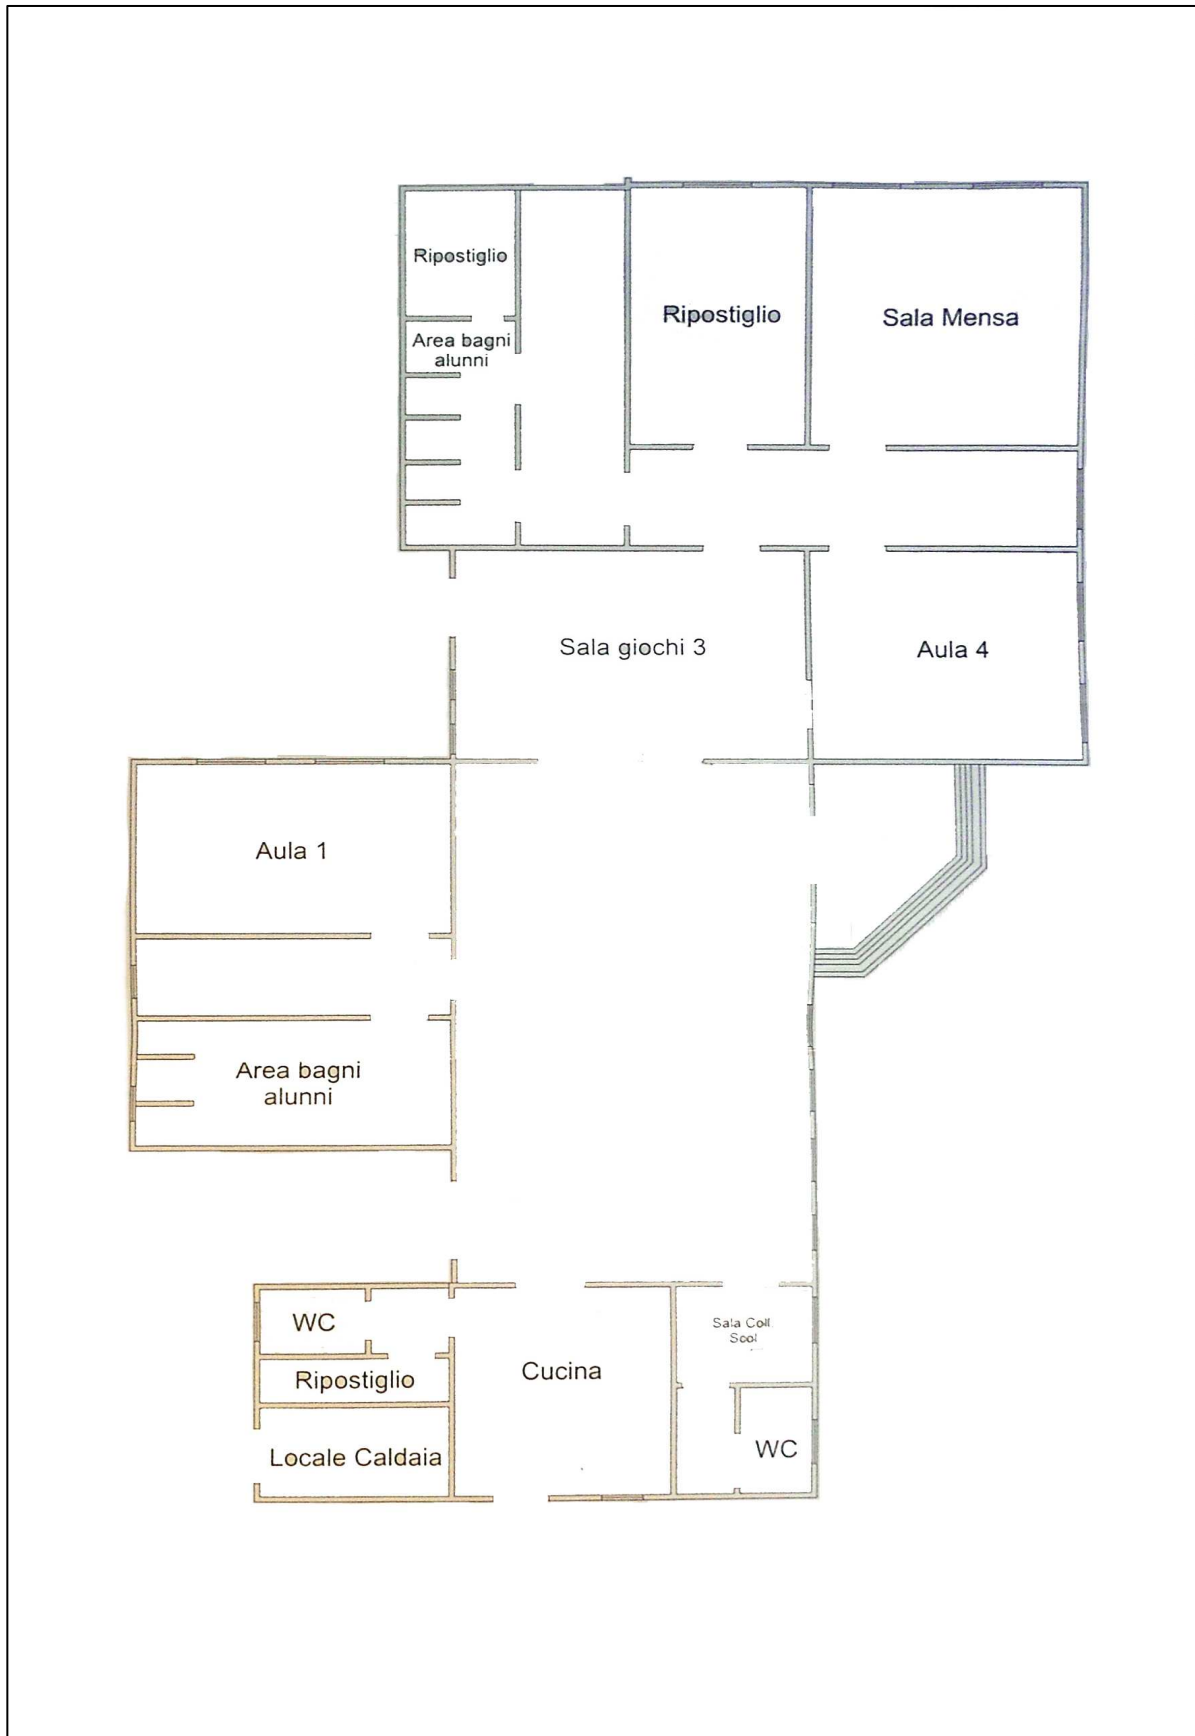 Ripostiglio
Area bagni
alunni
Ripostiglio
Sala Mensa
Sala giochi 3
Aula 4
Aula 1
Area bagni
alunni
WC
Ripostiglio
Locale Caldaia
Cucina
Sala Coll
Scol
WC